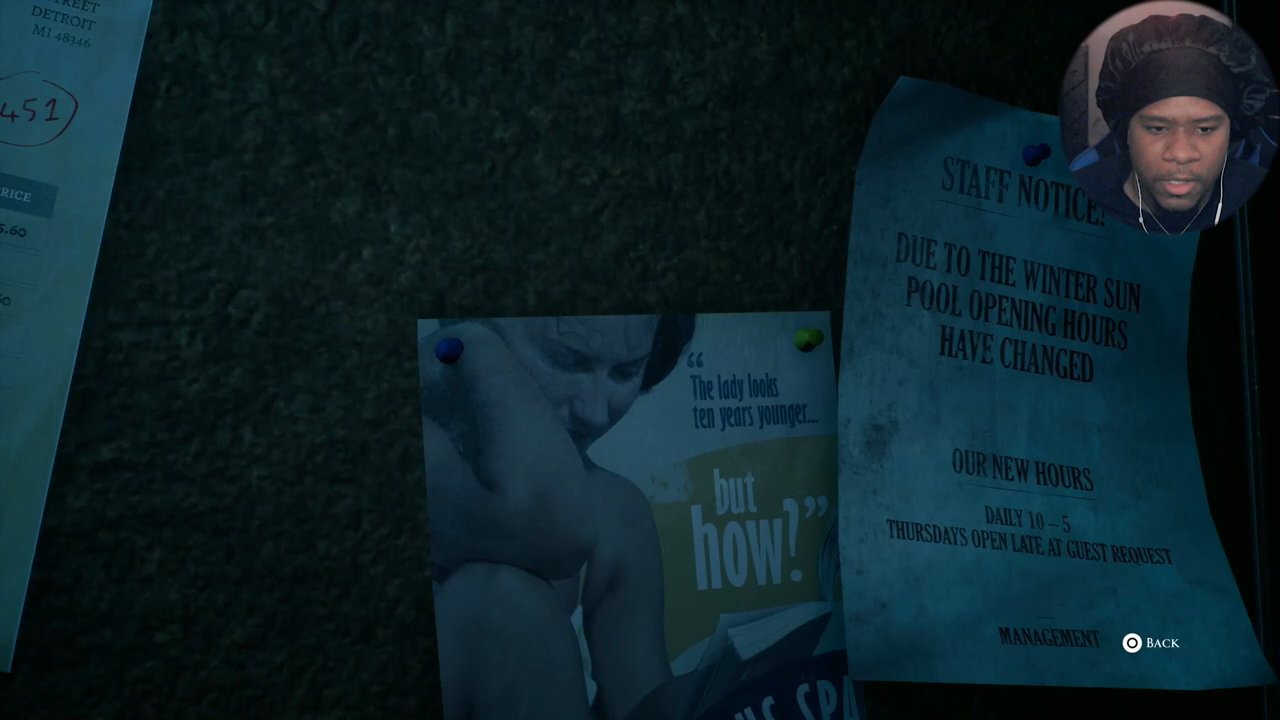 DETROIT
MI 48346
451
STAFF NOTICE!
DUE TO THE WINTER SUN
POOL OPENING HOURS
HAVE CHANGED
OUR NEW HOURS
DAILY 10 – 5
THURSDAYS OPEN LATE AT GUEST REQUEST
MANAGEMENT
“
The lady looks
ten years younger...
but
how?”
BACK